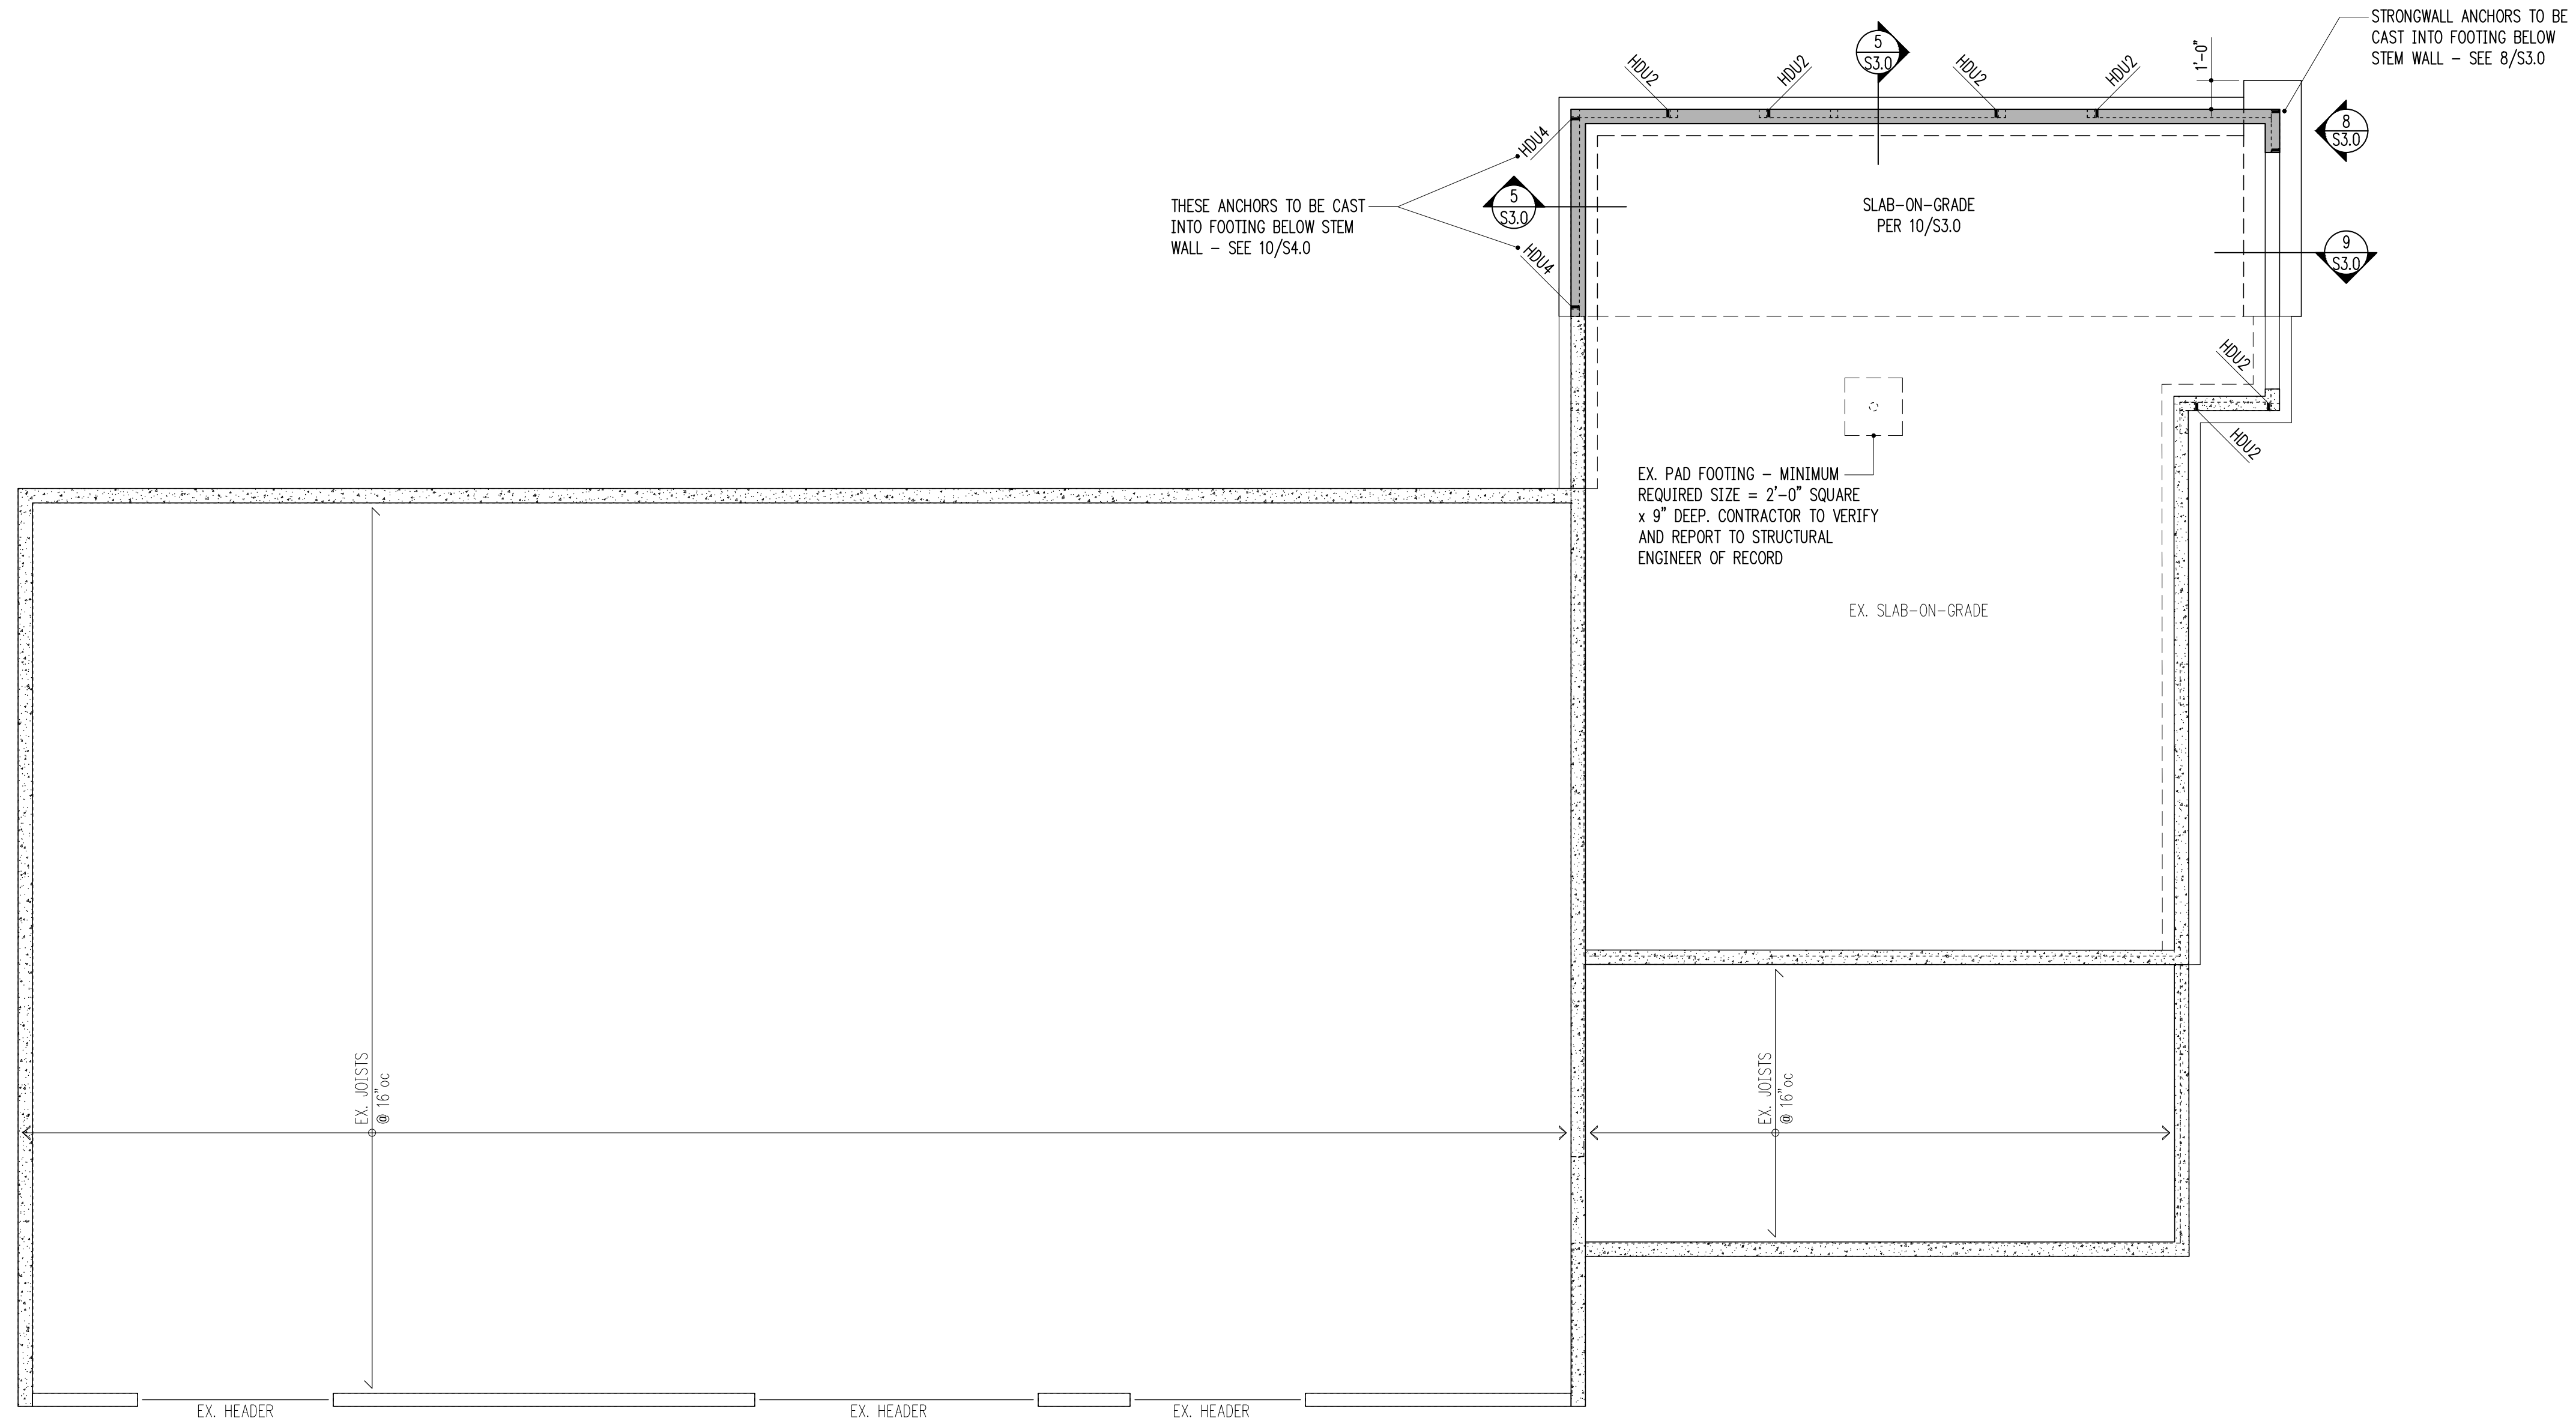 STRONGWALL ANCHORS TO BE
CAST INTO FOOTING BELOW
STEM WALL – SEE 8/S3.0
5
S3.0
1'-0"
HDU2
HDU2
HDU2
HDU2
8
S3.0
HDU4
THESE ANCHORS TO BE CAST
INTO FOOTING BELOW STEM
WALL – SEE 10/S4.0
5
S3.0
SLAB-ON-GRADE
PER 10/S3.0
9
S3.0
HDU4
HDU2
HDU2
EX. PAD FOOTING – MINIMUM
REQUIRED SIZE = 2'-0" SQUARE
x 9" DEEP. CONTRACTOR TO VERIFY
AND REPORT TO STRUCTURAL
ENGINEER OF RECORD
EX. SLAB-ON-GRADE
EX. JOISTS
@ 16"oc
EX. JOISTS
@ 16"oc
EX. HEADER
EX. HEADER
EX. HEADER